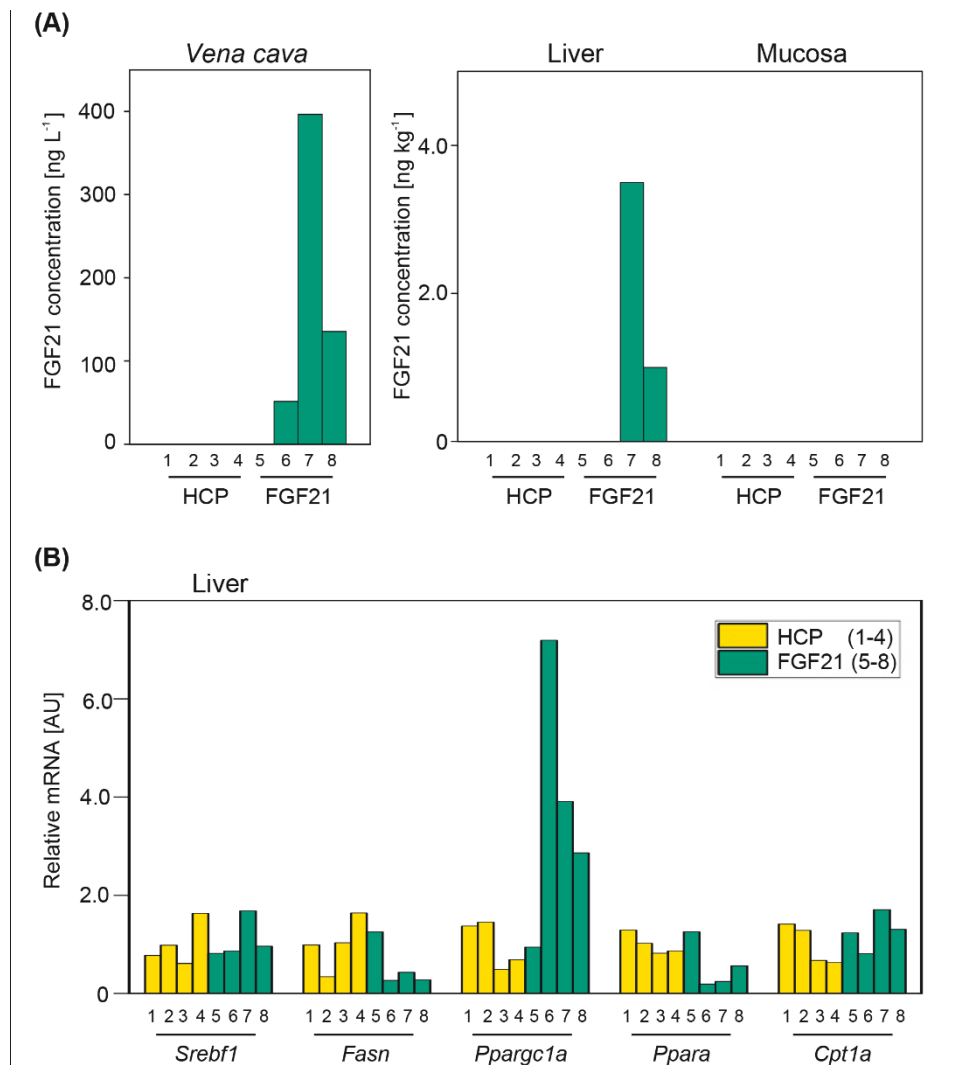 (A)
Vena cava
Liver
Mucosa
FGF21 concentration [ng L⁻¹]
400
300
200
100
0
1 2 3 4 5 6 7 8
HCP FGF21
FGF21 concentration [ng kg⁻¹]
4.0
2.0
0
1 2 3 4 5 6 7 8 1 2 3 4 5 6 7 8
HCP FGF21 HCP FGF21
(B)
Liver
Relative mRNA [AU]
8.0
6.0
4.0
2.0
0
HCP (1-4)
FGF21 (5-8)
1 2 3 4 5 6 7 8 1 2 3 4 5 6 7 8 1 2 3 4 5 6 7 8 1 2 3 4 5 6 7 8 1 2 3 4 5 6 7 8
Srebf1 Fasn Ppargc1a Ppara Cpt1a